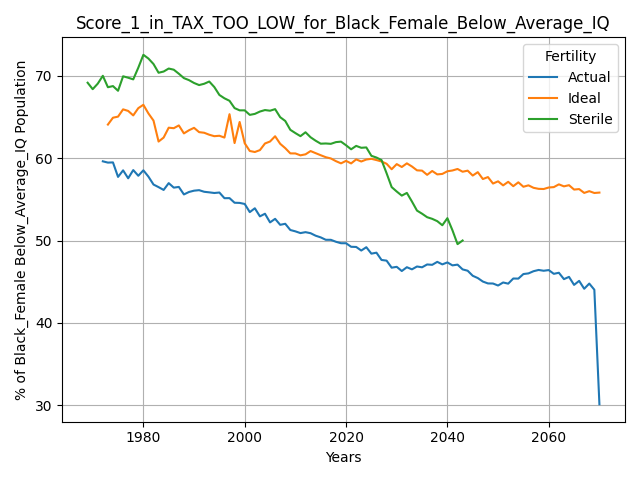 Score_1_in_TAX_TOO_LOW_for_Black_Female_Below_Average_IQ
% of Black_Female Below_Average_IQ Population
70
60
50
40
30
Fertility
Actual
Ideal
Sterile
1980
2000
2020
2040
2060
Years